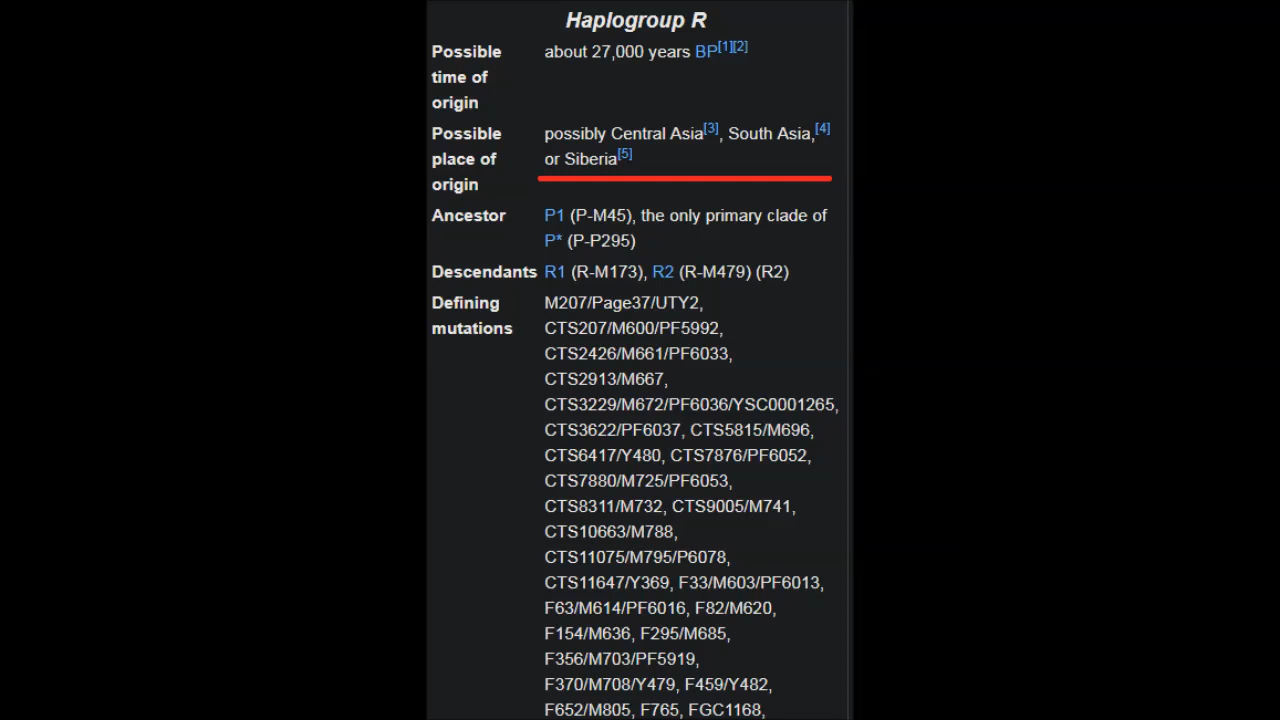 Haplogroup R
Possible time of origin about 27,000 years BP[1][2]
Possible place of origin possibly Central Asia[3], South Asia,[4] or Siberia[5]
Ancestor P1 (P-M45), the only primary clade of P* (P-P295)
Descendants R1 (R-M173), R2 (R-M479) (R2)
Defining mutations M207/Page37/UTY2,
CTS207/M600/PF5992,
CTS2426/M661/PF6033,
CTS2913/M667,
CTS3229/M672/PF6036/YSC0001265,
CTS3622/PF6037, CTS5815/M696,
CTS6417/Y480, CTS7876/PF6052,
CTS7880/M725/PF6053,
CTS8311/M732, CTS9005/M741,
CTS10663/M788,
CTS11075/M795/P6078,
CTS11647/Y369, F33/M603/PF6013,
F63/M614/PF6016, F82/M620,
F154/M636, F295/M685,
F356/M703/PF5919,
F370/M708/Y479, F459/Y482,
F652/M805, F765, FGC1168,